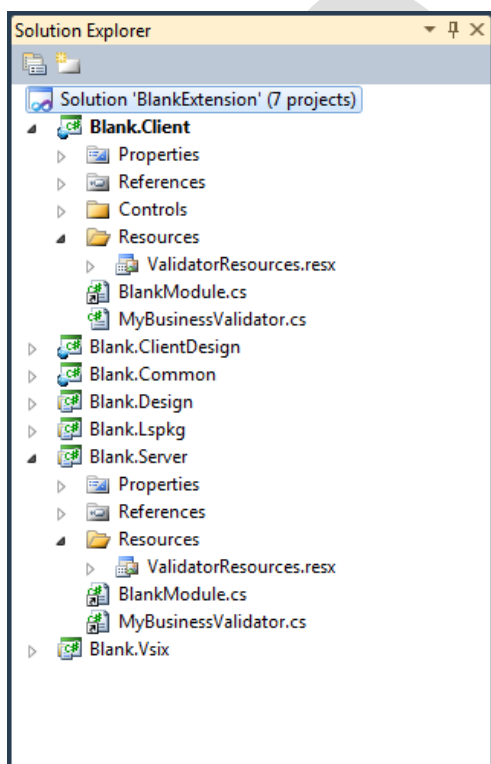 Solution Explorer
Solution 'BlankExtension' (7 projects)
Blank.Client
Properties
References
Controls
Resources
ValidatorResources.resx
BlankModule.cs
MyBusinessValidator.cs
Blank.ClientDesign
Blank.Common
Blank.Design
Blank.Lspkg
Blank.Server
Properties
References
Resources
ValidatorResources.resx
BlankModule.cs
MyBusinessValidator.cs
Blank.Vsix